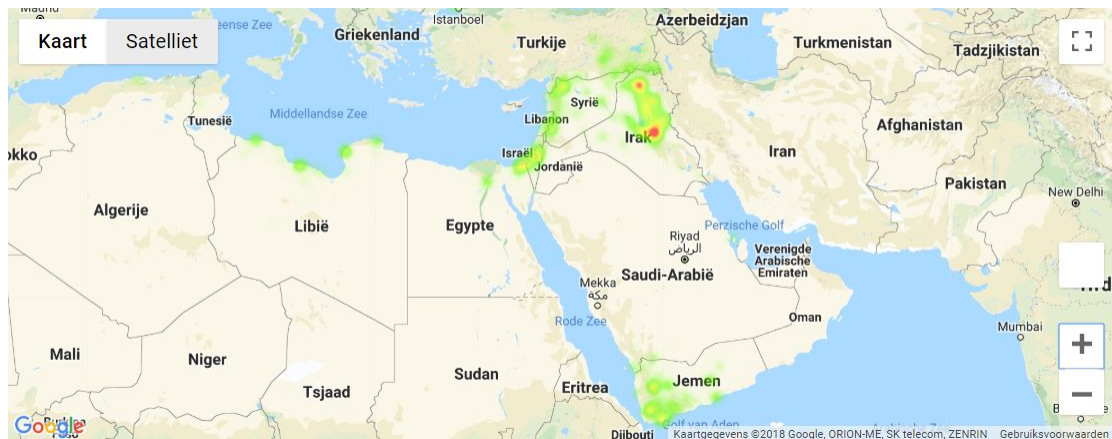 Madrid
Kaart
Satelliet
eense Zee
Istanboel
Azerbeidzjan
Griekenland
Turkije
Turkmenistan
Tadzjikistan
Middellandse Zee
Tunesië
Syrië
Libanon
Irak
Afghanistan
Iran
okko
Israël
Jordanië
Pakistan
New Delhi
Algerije
Libië
Egypte
Perzische Golf
Riyad
الرياض
Verenigde
Arabische
Emiraten
Saudi-Arabië
Mekka
مكة
Oman
Rode Zee
Mumbai
Mali
Niger
Sudan
Jemen
Tsjaad
Eritrea
Google
Golf van Aden
Djibouti
Kaartgegevens ©2018 Google, ORION-ME, SK telecom, ZENRIN
Gebruiksvoorwaarden